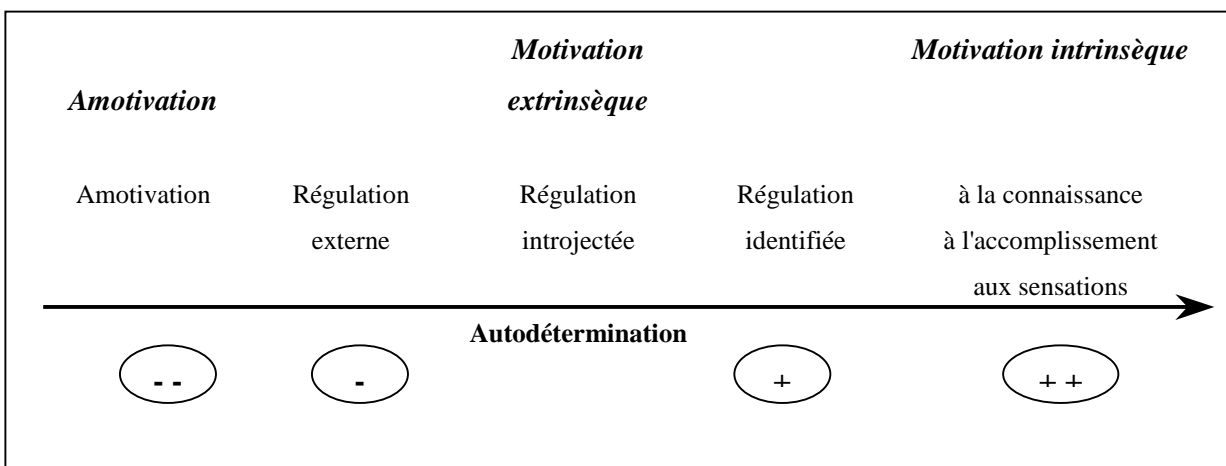 Motivation
Motivation intrinsèque
Amotivation
extrinsèque
Amotivation
Régulation
Régulation
Régulation
à la connaissance
externe
introjectée
identifiée
à l'accomplissement
aux sensations
Autodétermination
- -
-
+
+ +